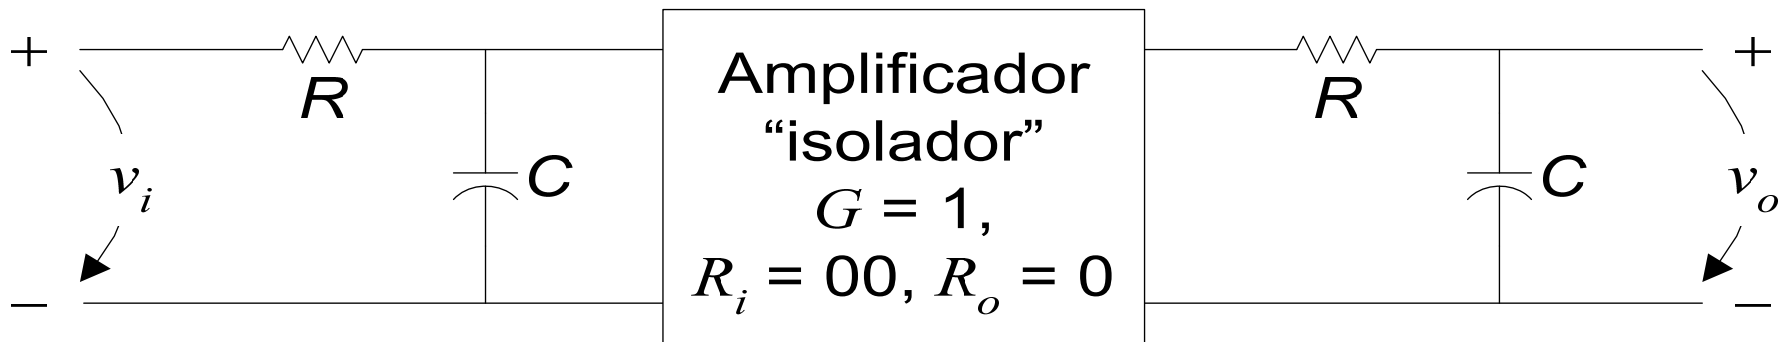 + +
R R
Amplificador
“isolador”
G = 1,
R_i = 00, R_o = 0
C C
v_i v_o
− −